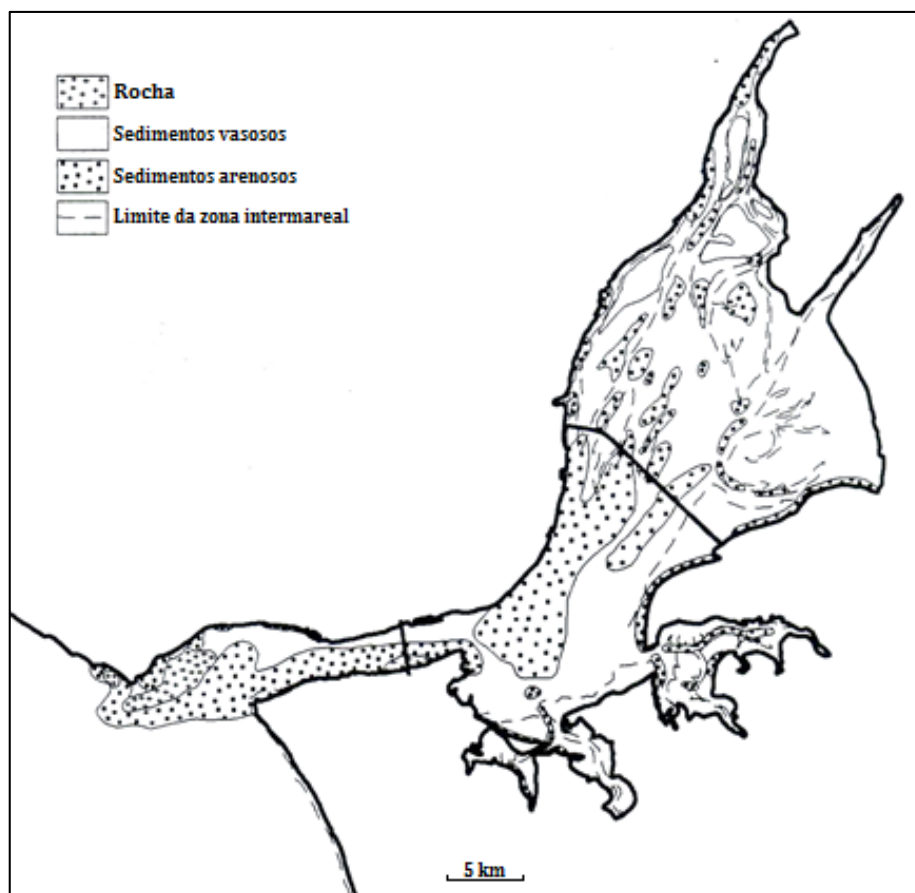 Rocha
Sedimentos vasosos
Sedimentos arenosos
Limite da zona intermareal
5 km